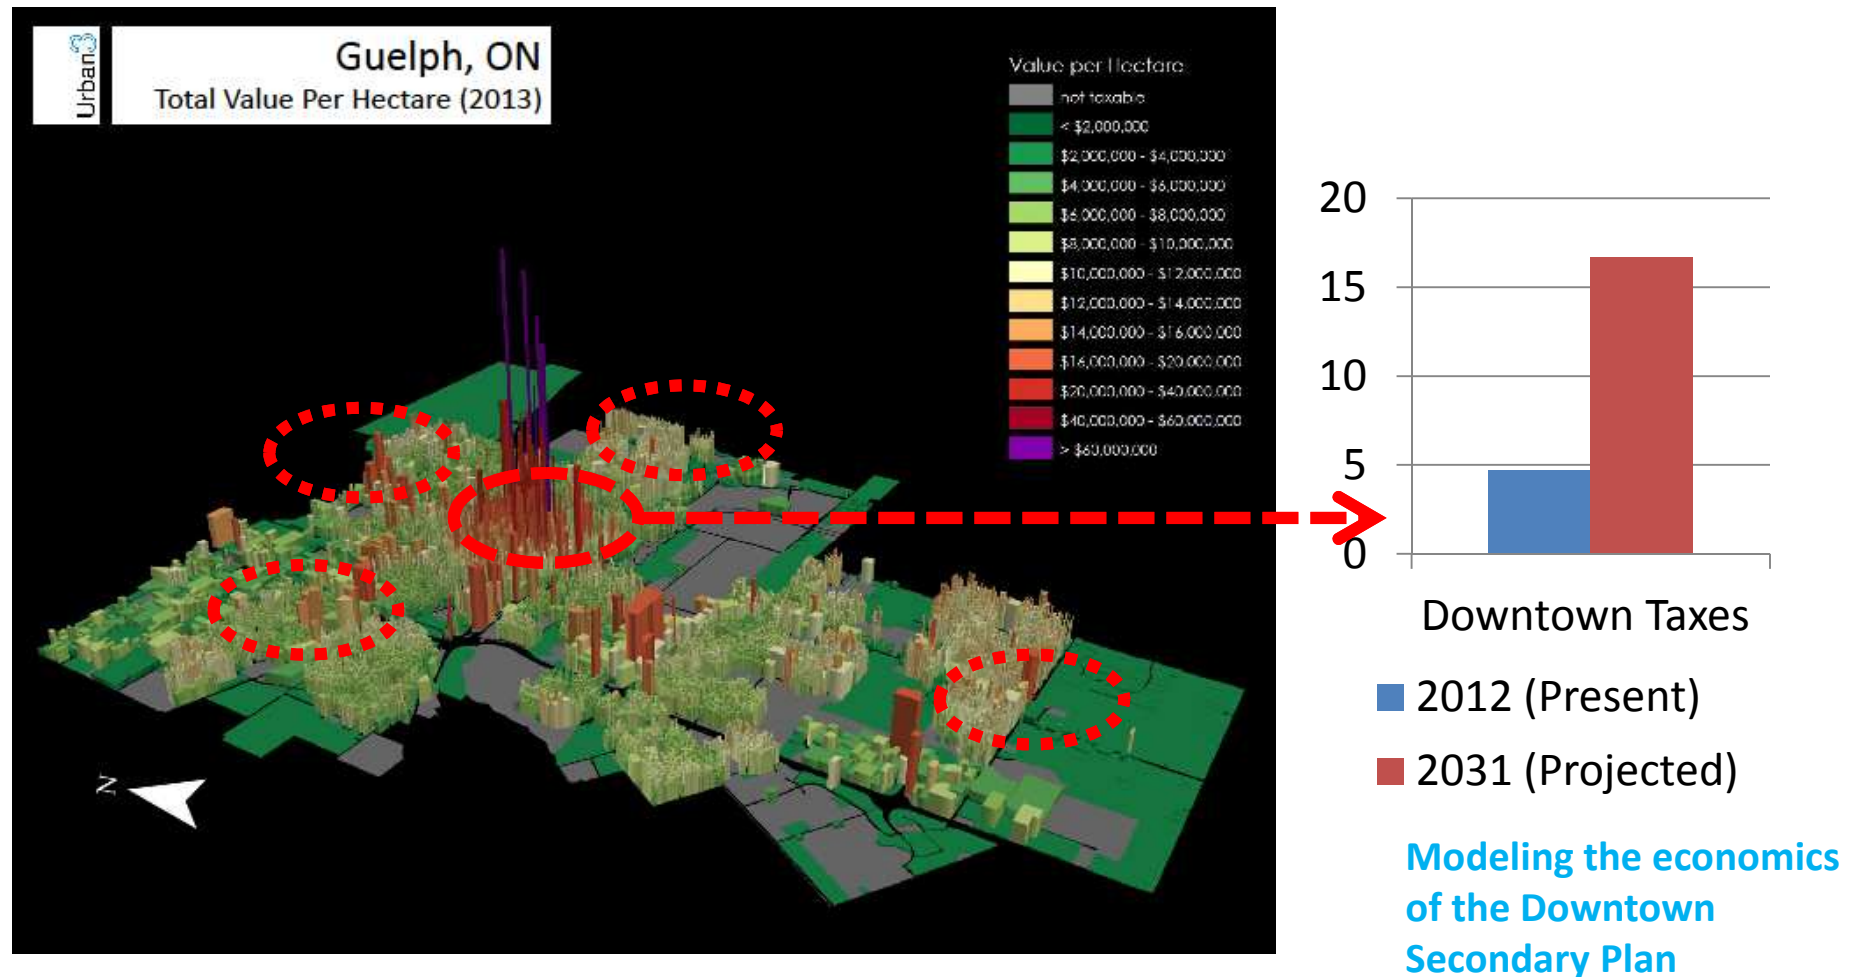 Urban3
Guelph, ON
Total Value Per Hectare (2013)
Value per Hectare
not taxable
< $2,000,000
$2,000,000 - $4,000,000
$4,000,000 - $6,000,000
$6,000,000 - $8,000,000
$8,000,000 - $10,000,000
$10,000,000 - $12,000,000
$12,000,000 - $14,000,000
$14,000,000 - $16,000,000
$16,000,000 - $20,000,000
$20,000,000 - $40,000,000
$40,000,000 - $60,000,000
> $60,000,000
N
20
15
10
5
0
Downtown Taxes
2012 (Present)
2031 (Projected)
Modeling the economics
of the Downtown
Secondary Plan